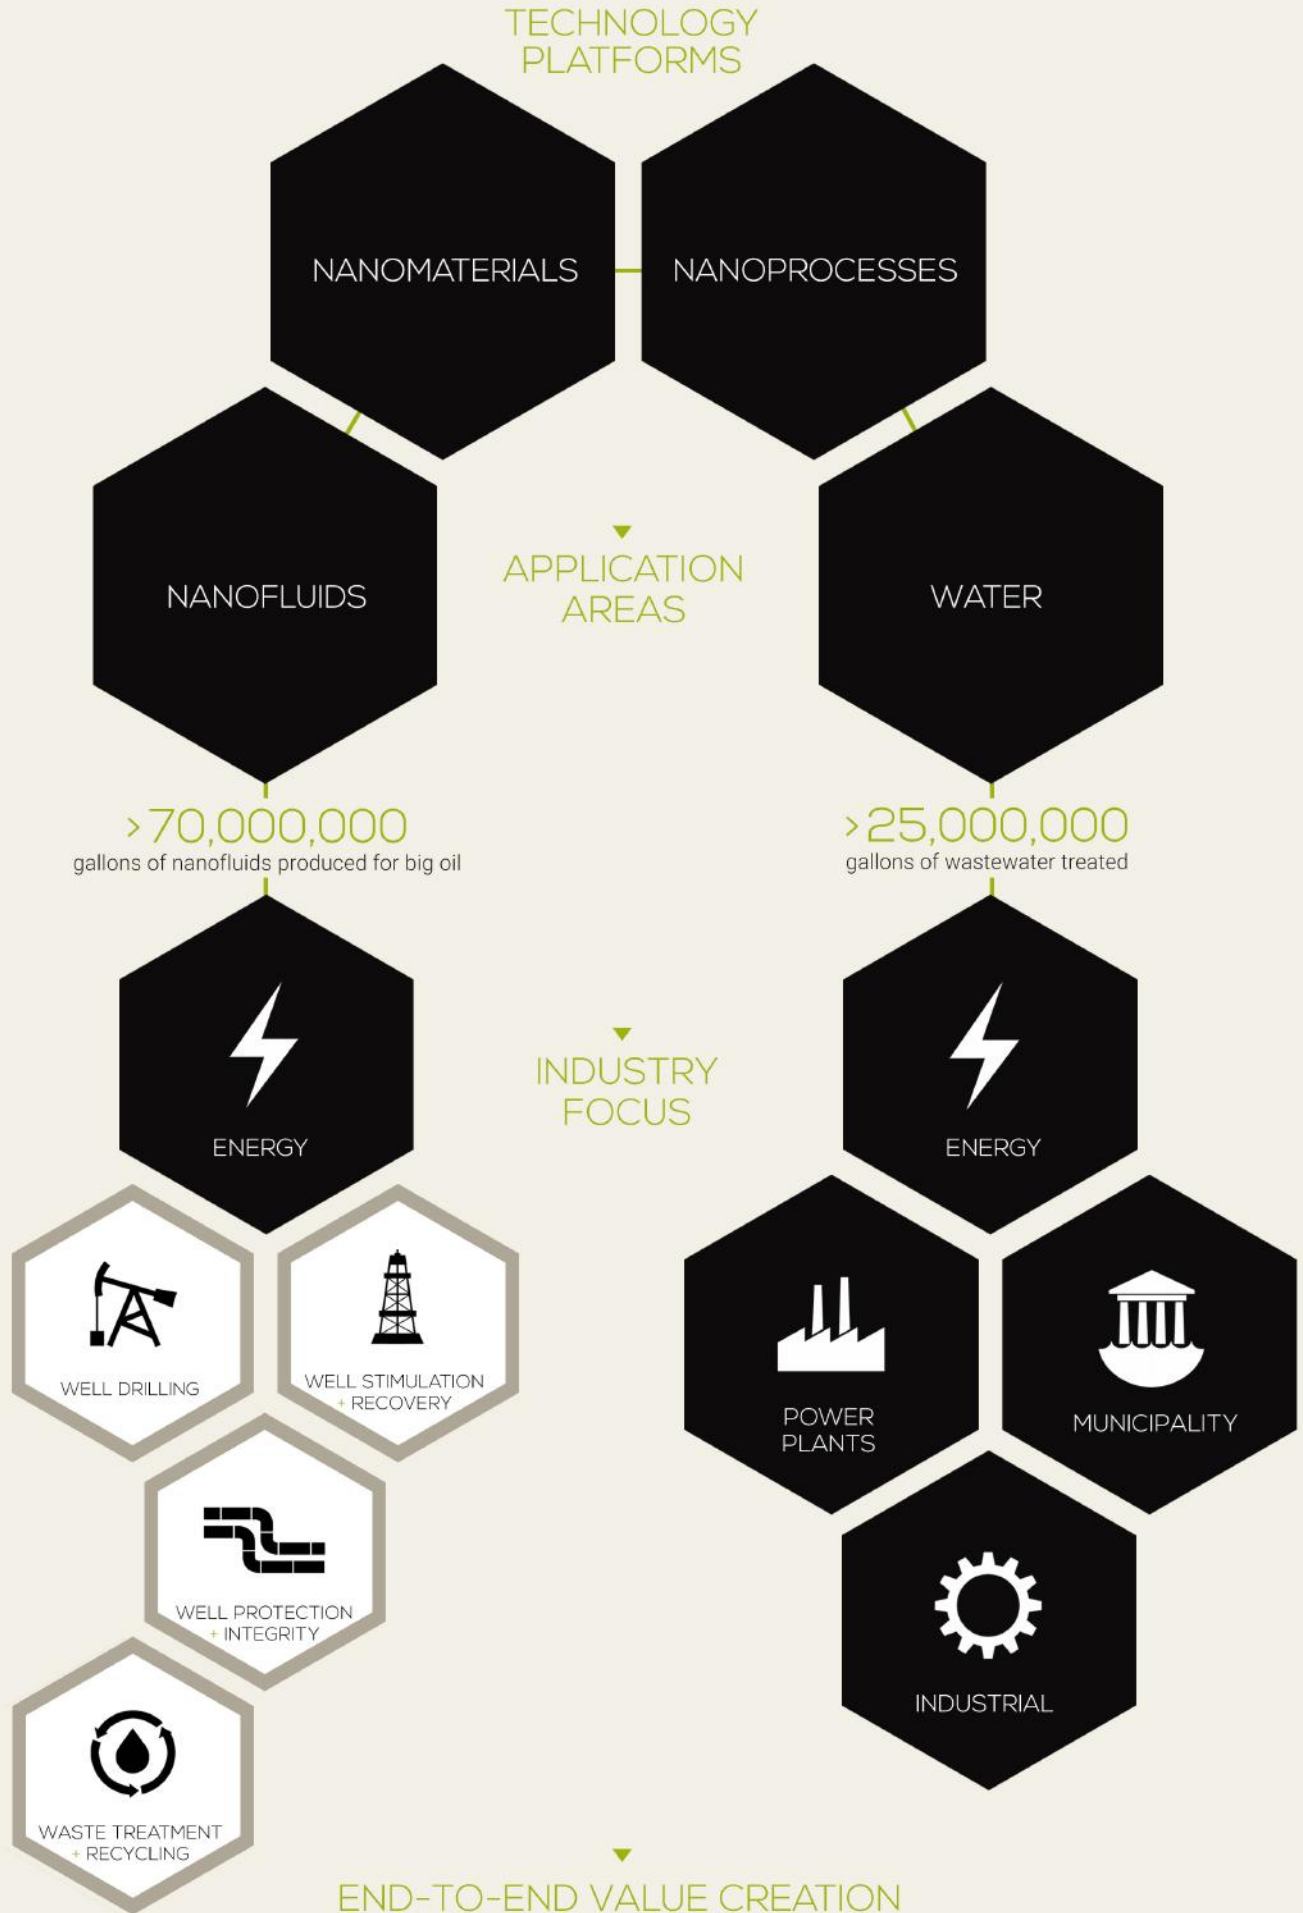 TECHNOLOGY
PLATFORMS
NANOMATERIALS
NANOPROCESSES
NANOFLUIDS
APPLICATION
AREAS
WATER
>70,000,000
gallons of nanofluids produced for big oil
>25,000,000
gallons of wastewater treated
ENERGY
INDUSTRY
FOCUS
ENERGY
WELL DRILLING
WELL STIMULATION
+ RECOVERY
WELL PROTECTION
+ INTEGRITY
WASTE TREATMENT
+ RECYCLING
POWER
PLANTS
MUNICIPALITY
INDUSTRIAL
END-TO-END VALUE CREATION